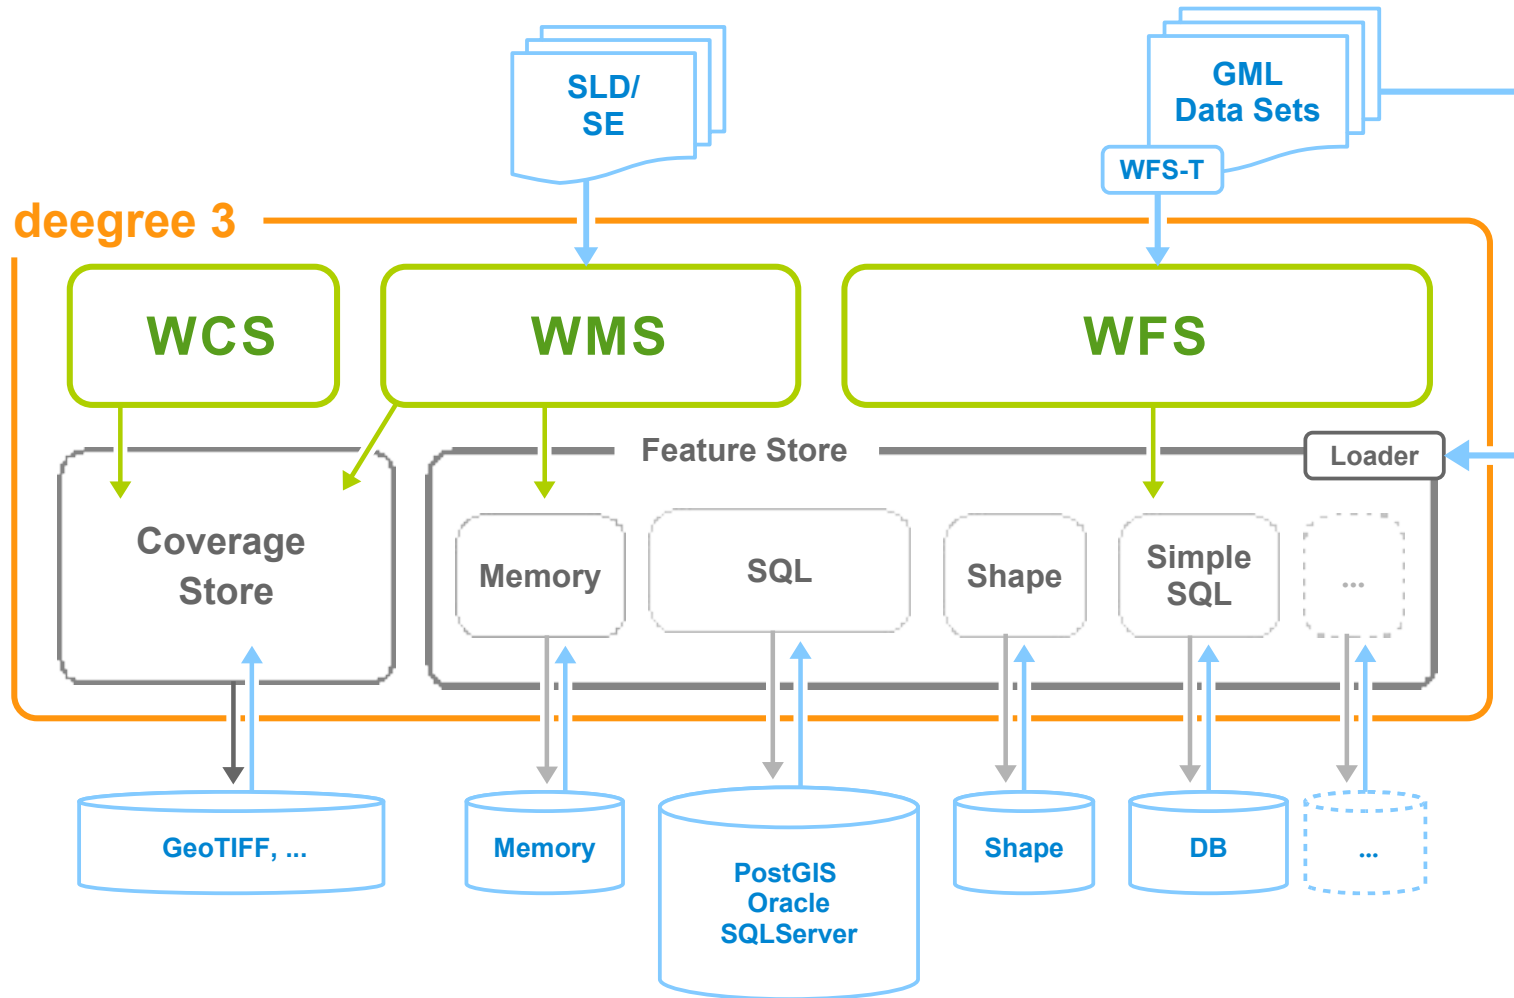 SLD/
SE
GML
Data Sets
WFS-T
deegree 3
WCS
WMS
WFS
Feature Store
Loader
Coverage
Store
Memory
SQL
Shape
Simple
SQL
...
GeoTIFF, ...
Memory
PostGIS
Oracle
SQLServer
Shape
DB
...